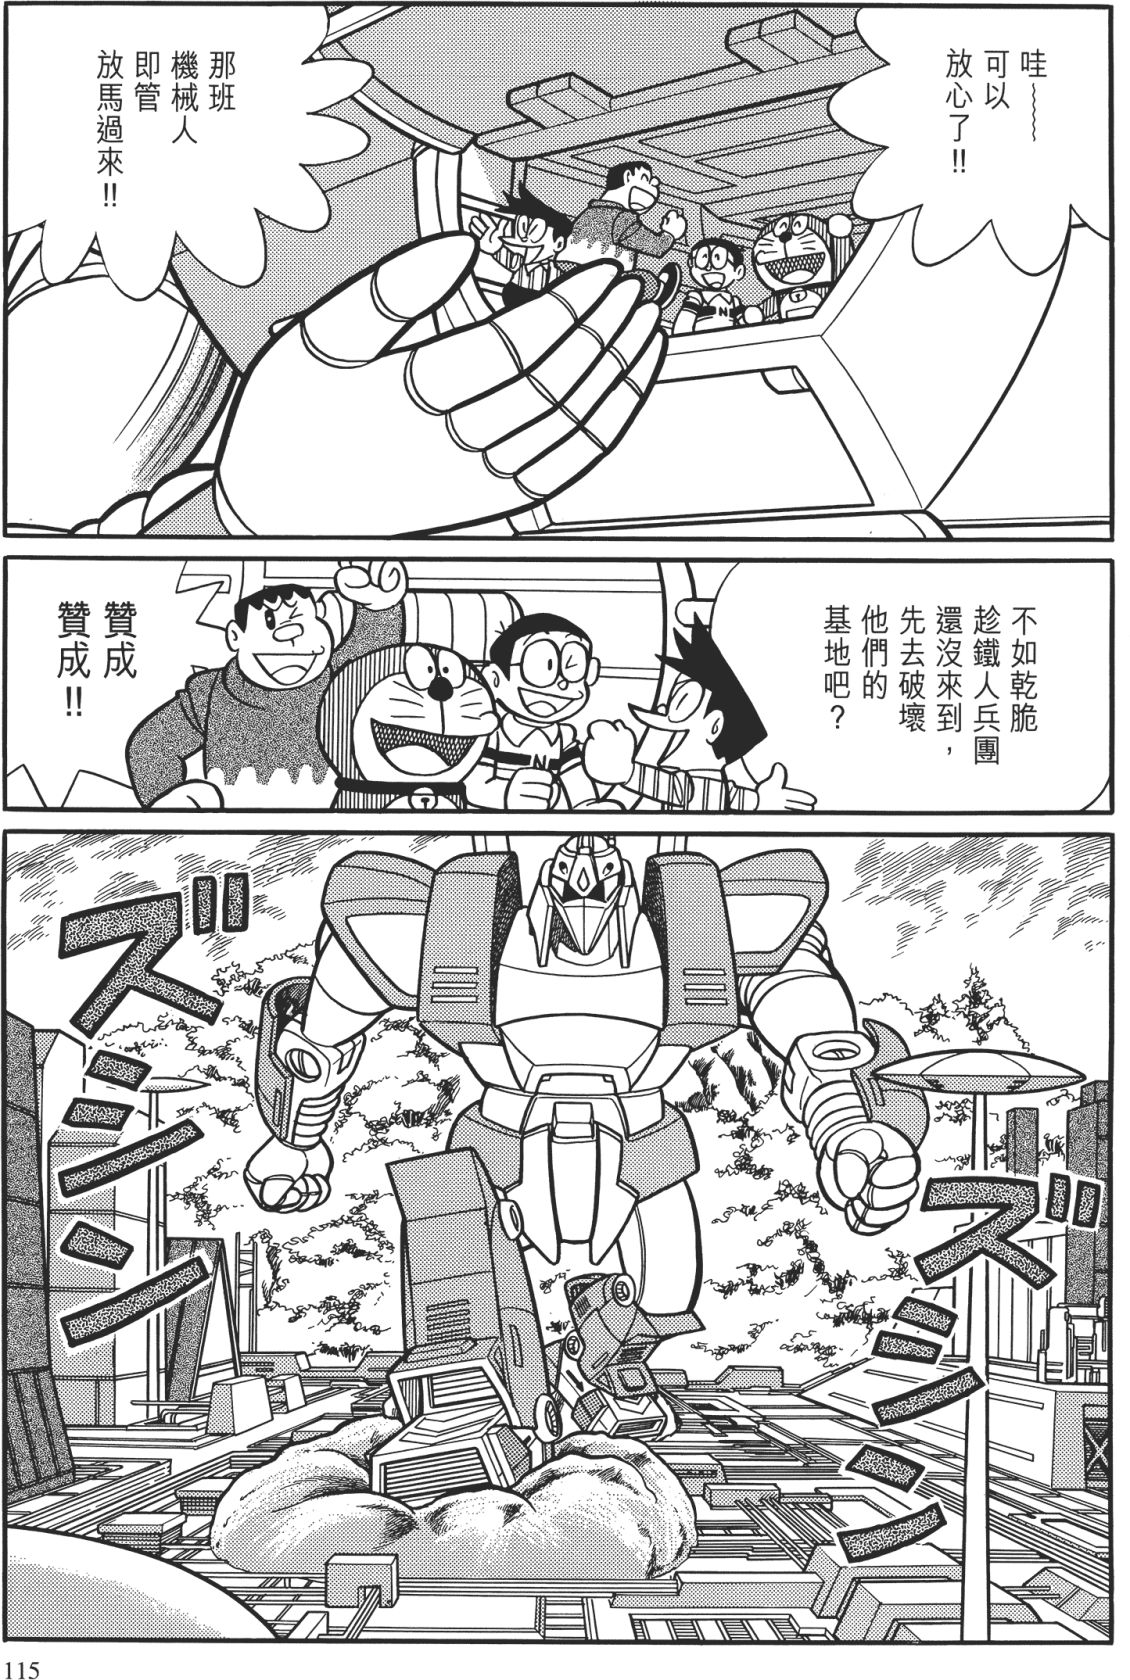 哇～～
可以
放心了!!
那班
機械人
即管
放馬過來!!
不如乾脆
趁鐵人兵團
還沒來到，
先去破壞
他們的
基地吧？
贊成
贊成!!
ズシンン
ズシンン
115